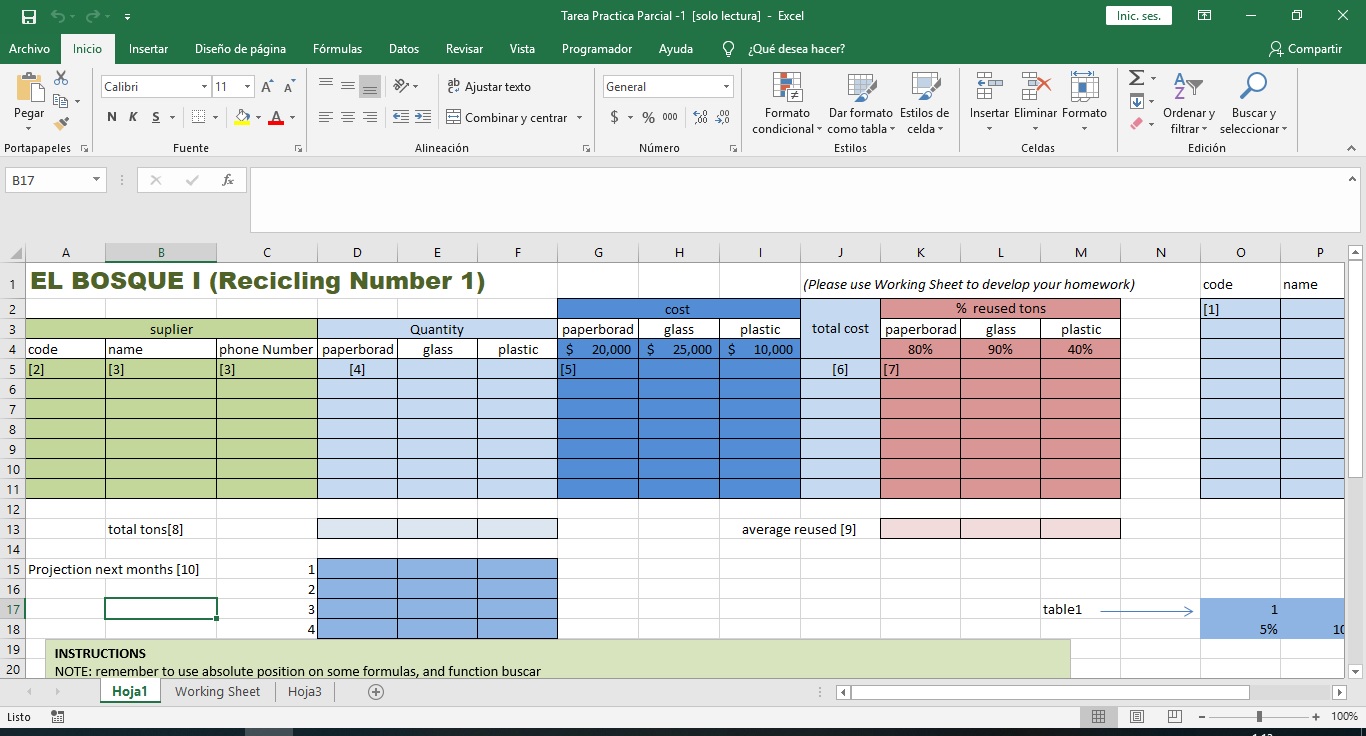 Tarea Practica Parcial -1 [solo lectura] - Excel
Inic. ses.
Archivo Inicio Insertar Diseño de página Fórmulas Datos Revisar Vista Programador Ayuda ¿Qué desea hacer? Compartir
Pegar
Calibri 11
N K S
A A
ab Ajustar texto
Combinar y centrar
General
$ % 000
Formato condicional
Dar formato como tabla
Estilos de celda
Insertar Eliminar Formato
Ordenar y filtrar
Buscar y seleccionar
Portapapeles Fuente Alineación Número Estilos Celdas Edición
B17 fx
A B C D E F G H I J K L M N O P
1 EL BOSQUE I (Recicling Number 1) (Please use Working Sheet to develop your homework) code name
2 cost % reused tons [1]
3 suplier Quantity paperborad glass plastic total cost paperborad glass plastic
4 code name phone Number paperborad glass plastic $ 20,000 $ 25,000 $ 10,000 80% 90% 40%
5 [2] [3] [3] [4] [5] [6] [7]
6
7
8
9
10
11
12
13 total tons[8] average reused [9]
14
15 Projection next months [10] 1
16 2
17 3 table1 1
18 4 5% 10
19 INSTRUCTIONS
20 NOTE: remember to use absolute position on some formulas, and function buscar
Hoja1 Working Sheet Hoja3
Listo 100%